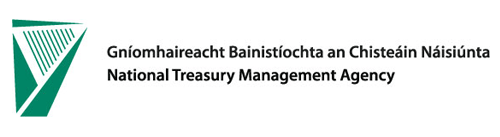 Gníomhaireacht Bainistíochta an Chisteáin Náisiúnta
National Treasury Management Agency